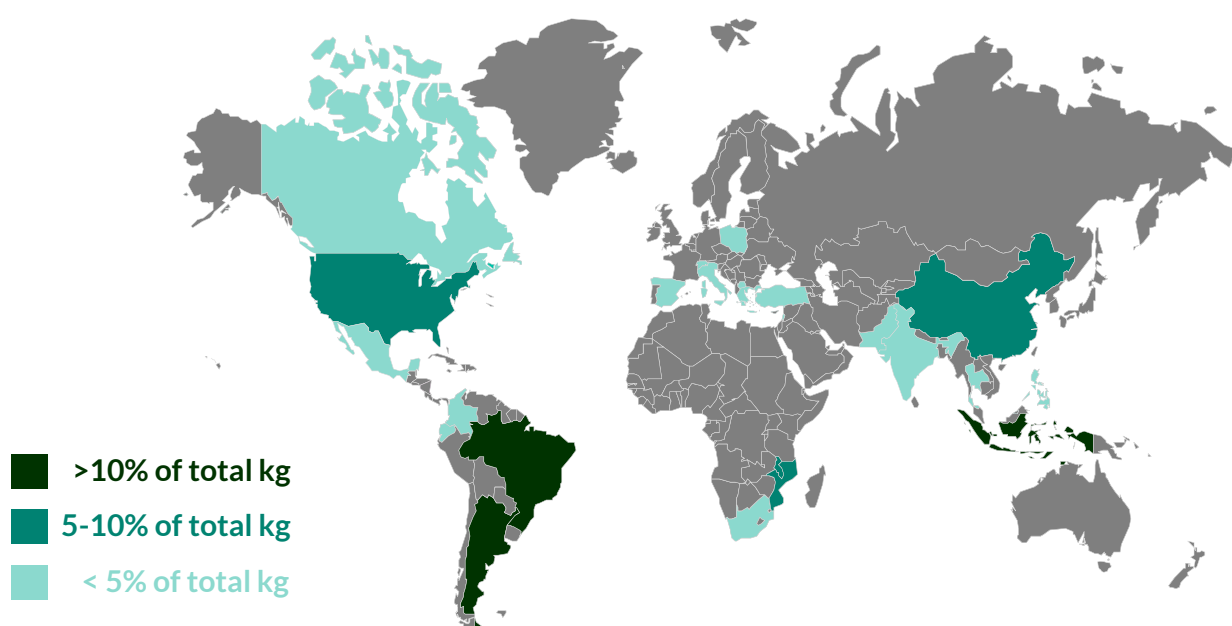 >10% of total kg
5-10% of total kg
< 5% of total kg